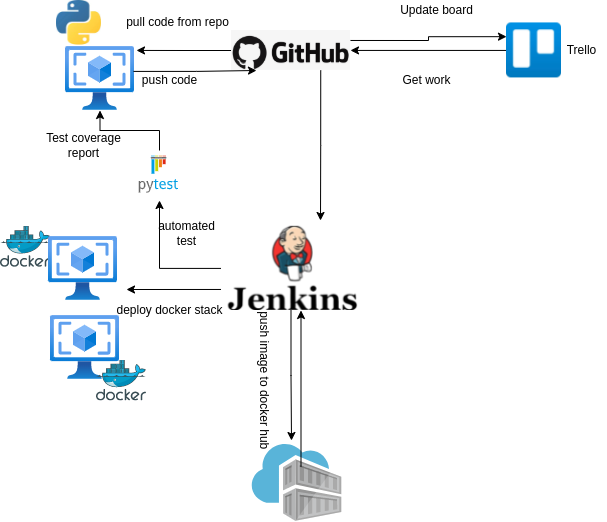 Update board
pull code from repo
GitHub
Trello
push code
Get work
Test coverage
report
pytest
automated
test
docker
Jenkins
deploy docker stack
push image to docker hub
docker